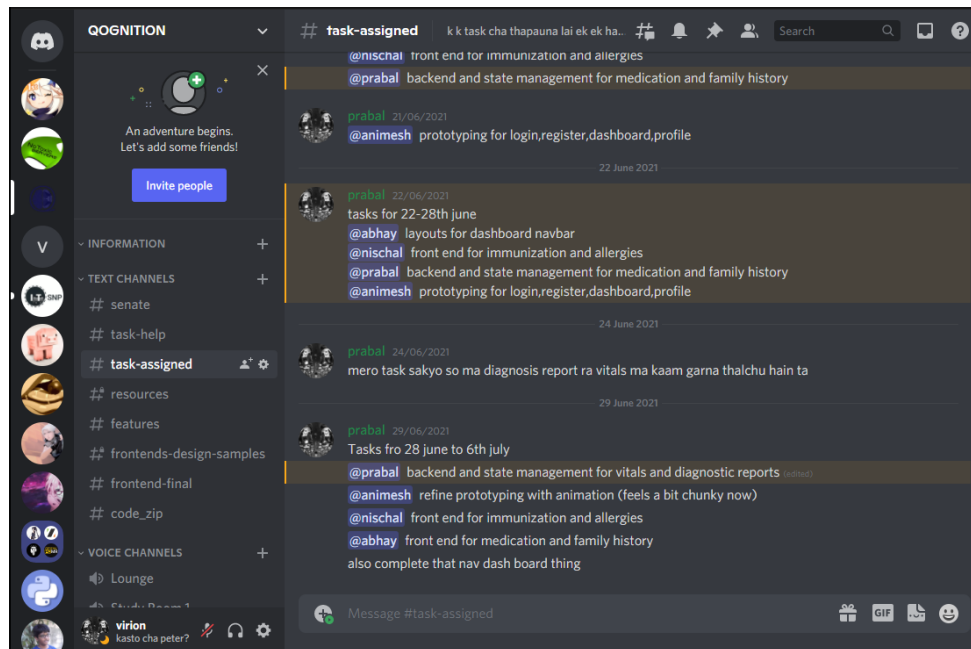 QOGNITION
An adventure begins.
Let's add some friends!
Invite people
INFORMATION
TEXT CHANNELS
senate
task-help
task-assigned
resources
features
frontends-design-samples
frontend-final
code_zip
VOICE CHANNELS
Lounge
Study Room 1
virion
kasto cha peter?
V
I-T SNP
# task-assigned k k task cha thapauna lai ek ek ha... Search
@nischal front end for immunization and allergies
@prabal backend and state management for medication and family history
prabal 21/06/2021
@animesh prototyping for login,register,dashboard,profile
22 June 2021
prabal 22/06/2021
tasks for 22-28th june
@abhay layouts for dashboard navbar
@nischal front end for immunization and allergies
@prabal backend and state management for medication and family history
@animesh prototyping for login,register,dashboard,profile
24 June 2021
prabal 24/06/2021
mero task sakyo so ma diagnosis report ra vitals ma kaam garna thalchu hain ta
29 June 2021
prabal 29/06/2021
Tasks fro 28 june to 6th july
@prabal backend and state management for vitals and diagnostic reports (edited)
@animesh refine prototyping with animation (feels a bit chunky now)
@nischal front end for immunization and allergies
@abhay front end for medication and family history
also complete that nav dash board thing
Message #task-assigned
GIF